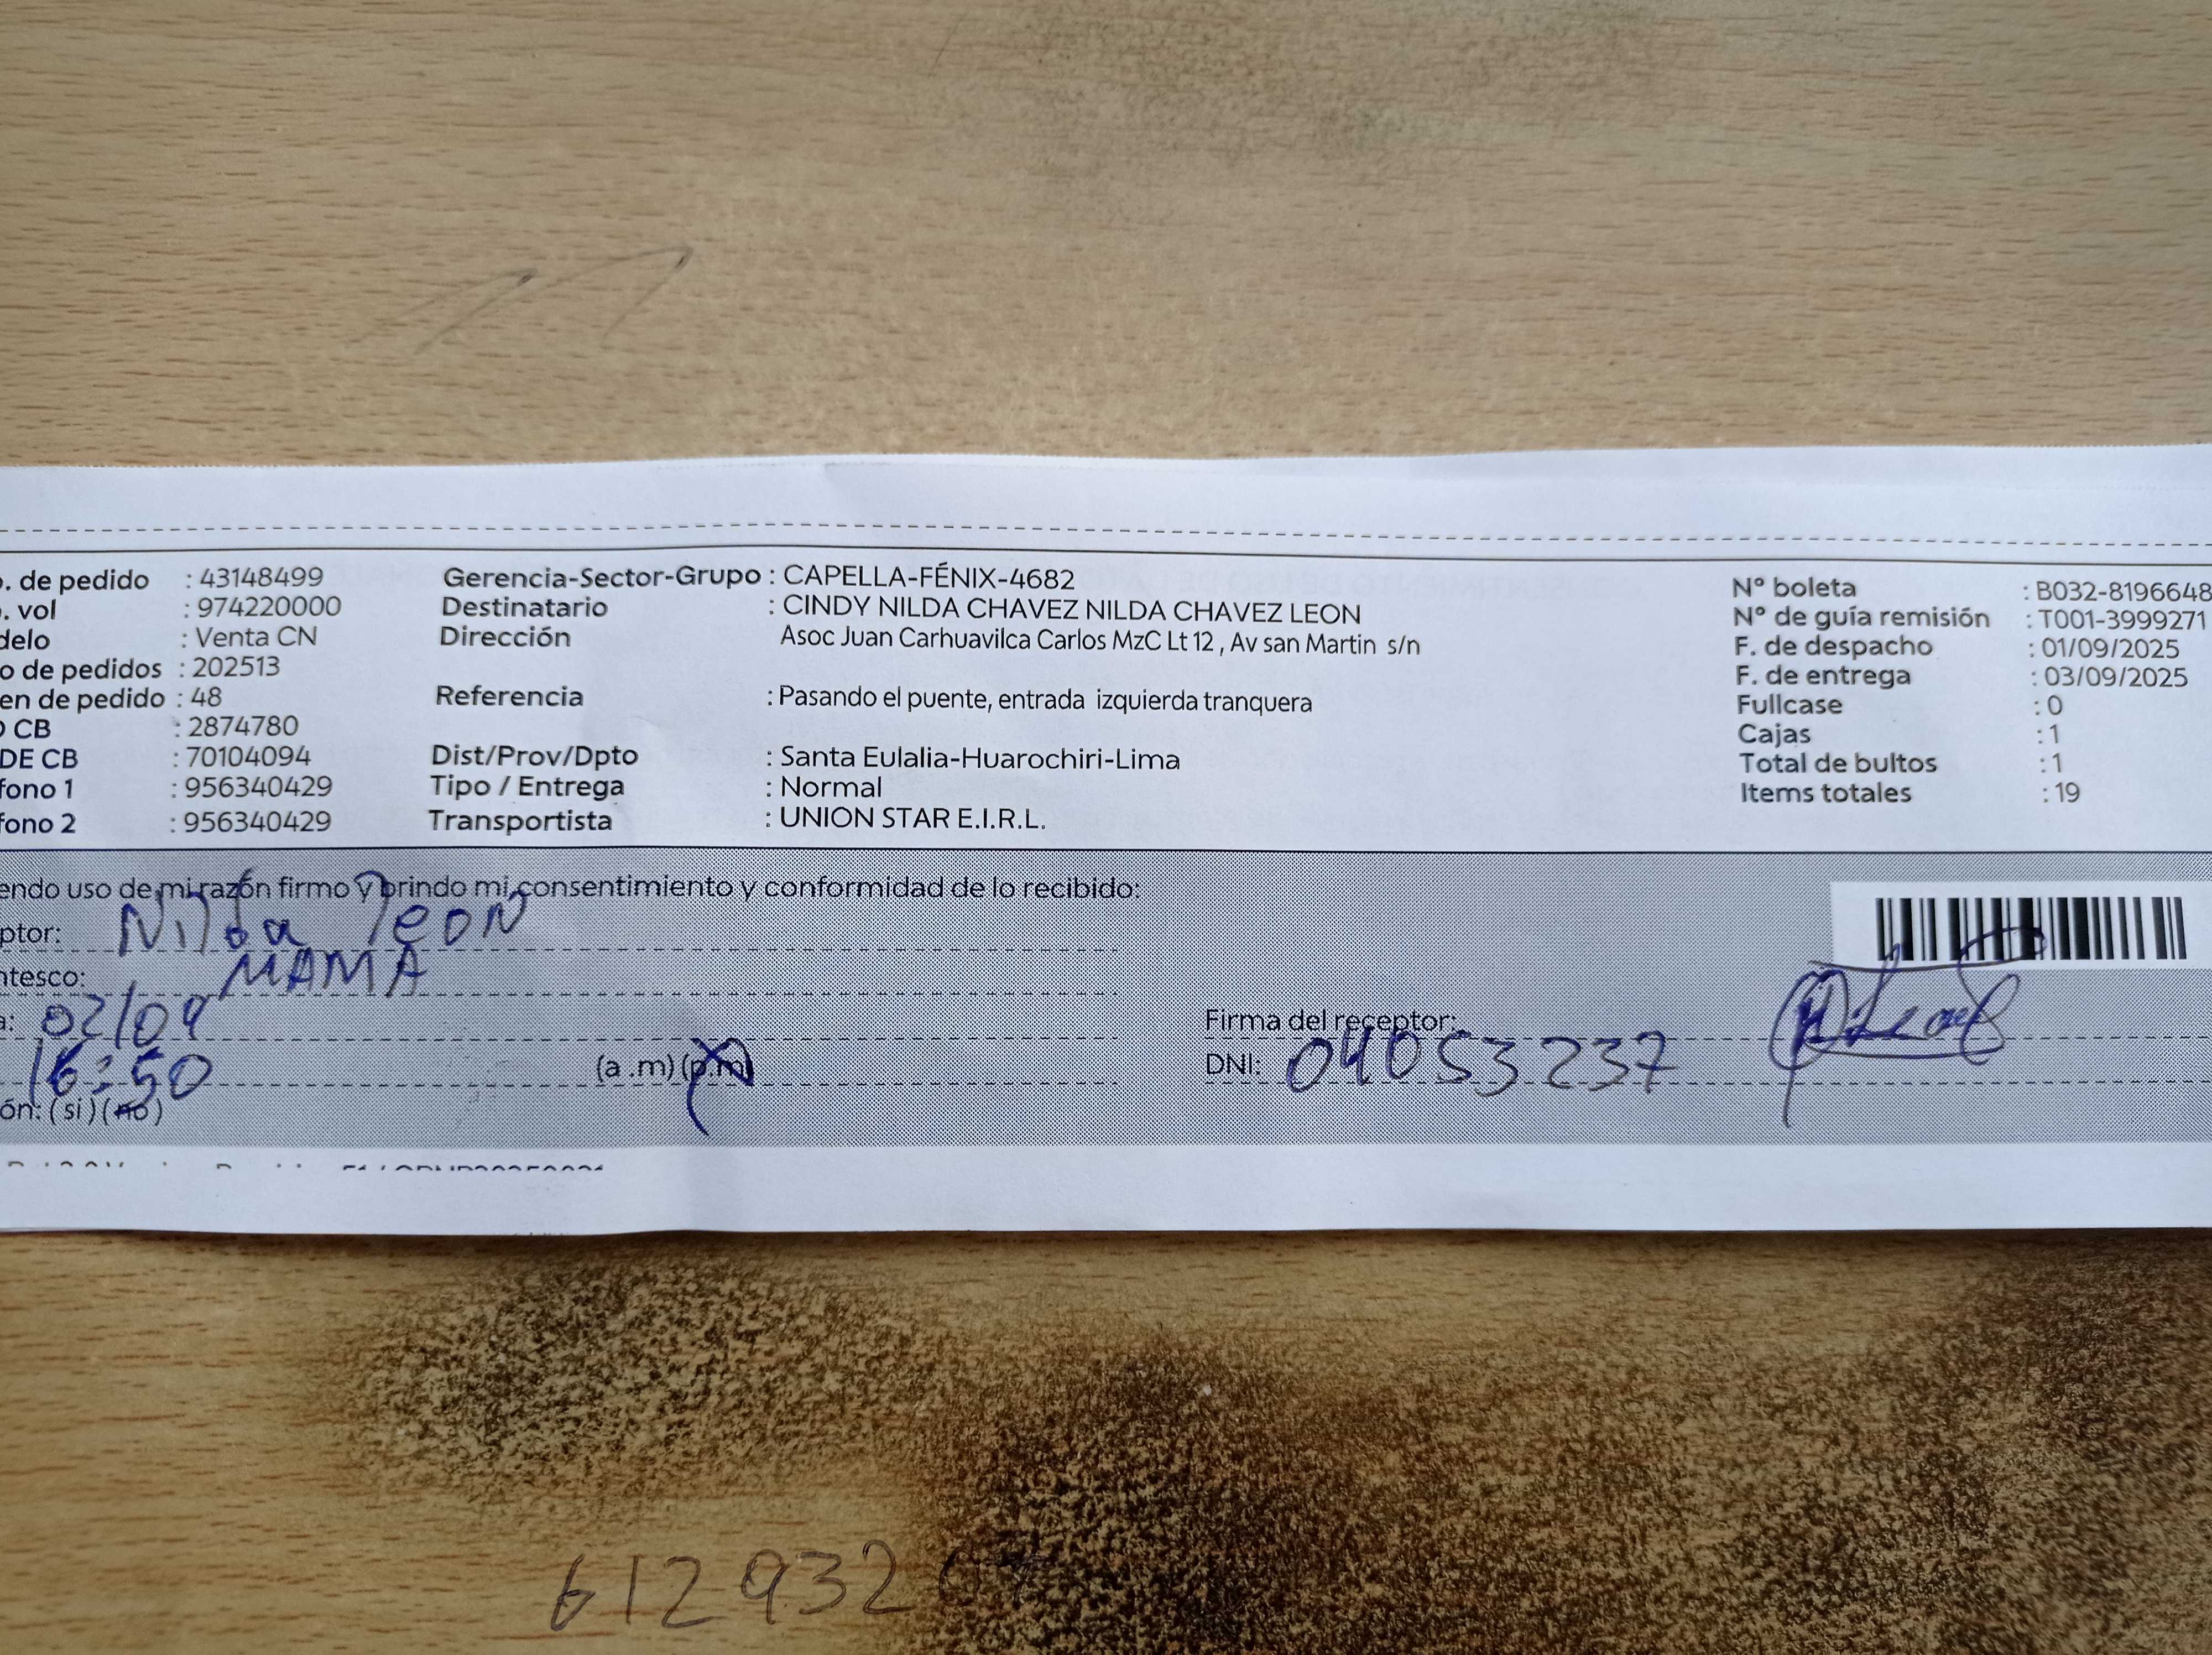 o. de pedido : 43148499 Gerencia-Sector-Grupo : CAPELLA-FÉNIX-4682 N° boleta : B032-8196648
o. vol : 974220000 Destinatario : CINDY NILDA CHAVEZ NILDA CHAVEZ LEON N° de guía remisión : T001-3999271
delo : Venta CN Dirección Asoc Juan Carhuavilca Carlos MzC Lt 12 , Av san Martin s/n F. de despacho : 01/09/2025
o de pedidos : 202513 F. de entrega : 03/09/2025
en de pedido : 48 Referencia : Pasando el puente, entrada izquierda tranquera Fullcase : 0
O CB : 2874780 Cajas : 1
DE CB : 70104094 Dist/Prov/Dpto : Santa Eulalia-Huarochiri-Lima Total de bultos : 1
fono 1 : 956340429 Tipo / Entrega : Normal Items totales : 19
fono 2 : 956340429 Transportista : UNION STAR E.I.R.L.
endo uso de mi razón firmo y brindo mi consentimiento y conformidad de lo recibido:
ptor: Nilda leon
ntesco: MAMA
a: 02/09 Firma del receptor:
16:50 (a .m) (p.m) DNI: 04053237
ón: ( si ) ( no )
6129320